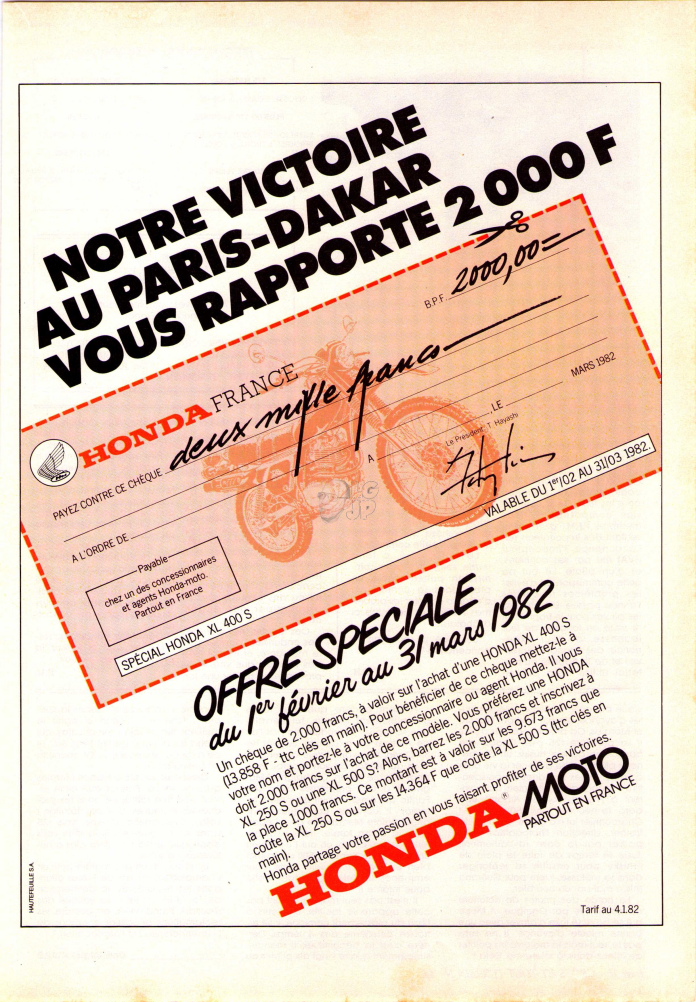 NOTRE VICTOIRE
AU PARIS-DAKAR
VOUS RAPPORTE 2 000 F
B.P.F. 2000,00=
HONDA FRANCE
PAYEZ CONTRE CE CHÈQUE deux mille francs
A L'ORDRE DE
A
LE
MARS 1982
Le Président: T. Hayashi
Payable
chez un des concessionnaires
et agents Honda-moto.
Partout en France
SPÉCIAL HONDA XL 400 S
VALABLE DU 1er/02 AU 31/03 1982.
OFFRE SPECIALE
du 1er février au 31 mars 1982
Un chèque de 2.000 francs, à valoir sur l'achat d'une HONDA XL 400 S
(13.858 F - ttc clés en main). Pour bénéficier de ce chèque mettez-le à
votre nom et portez-le à votre concessionnaire ou agent Honda. Il vous
doit 2.000 francs sur l'achat de ce modèle. Vous préférez une HONDA
XL 250 S ou une XL 500 S? Alors, barrez les 2.000 francs et inscrivez à
la place 1.000 francs. Ce montant est à valoir sur les 9.673 francs que
coûte la XL 250 S ou sur les 14.364 F que coûte la XL 500 S (ttc clés en
main).
Honda partage votre passion en vous faisant profiter de ses victoires.
HONDA MOTO
PARTOUT EN FRANCE
HAUTEFEUILLE S.A.
Tarif au 4.1.82